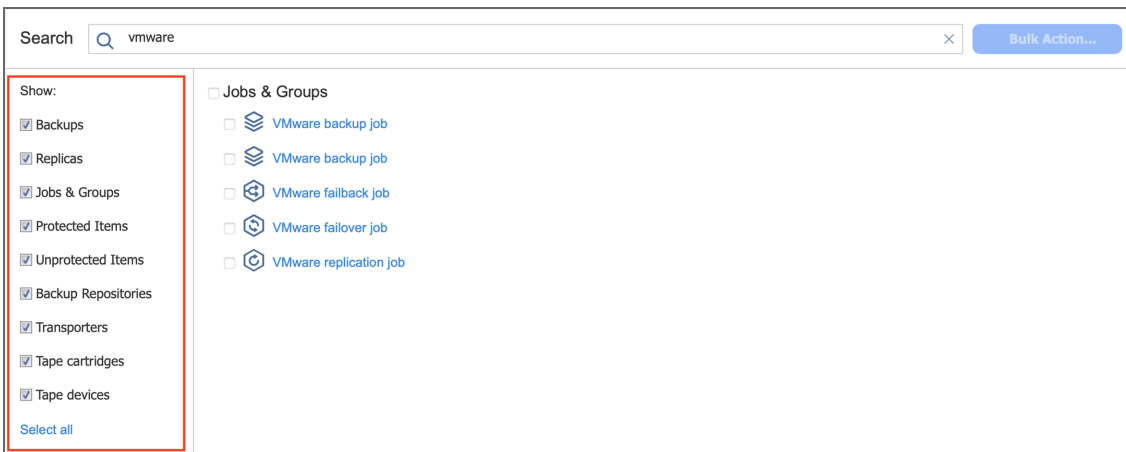 Search
vmware
Bulk Action...
Show:
Backups
Replicas
Jobs & Groups
Protected Items
Unprotected Items
Backup Repositories
Transporters
Tape cartridges
Tape devices
Select all
Jobs & Groups
VMware backup job
VMware backup job
VMware failback job
VMware failover job
VMware replication job